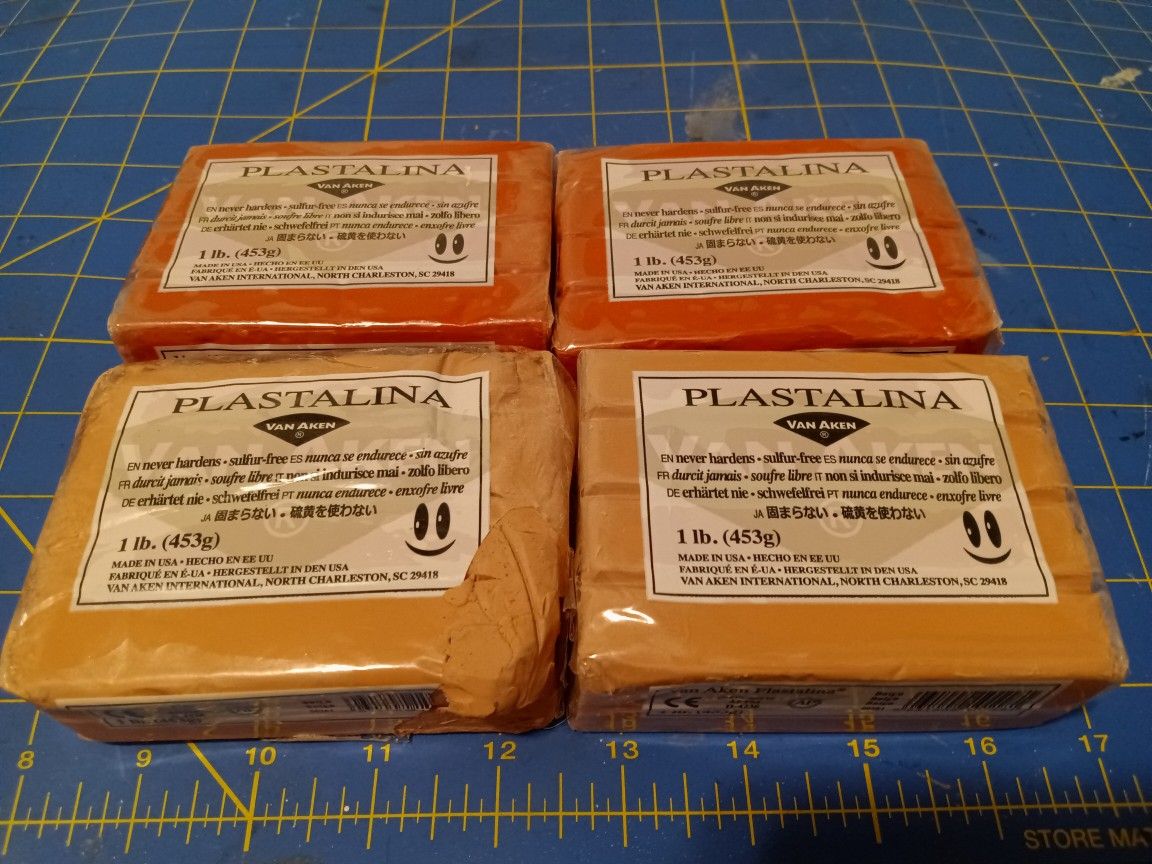 PLASTALINA
VAN AKEN
®
EN never hardens • sulfur-free ES nunca se endurece • sin azufre
FR durcit jamais • soufre libre IT non si indurisce mai • zolfo libero
DE erhärtet nie • schwefelfrei PT nunca endurece • enxofre livre
JA 固まらない • 硫黄を使わない
1 lb. (453g)
MADE IN USA • HECHO EN EE UU
FABRIQUÉ EN É-UA • HERGESTELLT IN DEN USA
VAN AKEN INTERNATIONAL, NORTH CHARLESTON, SC 29418
PLASTALINA
VAN AKEN
®
EN never hardens • sulfur-free ES nunca se endurece • sin azufre
FR durcit jamais • soufre libre IT non si indurisce mai • zolfo libero
DE erhärtet nie • schwefelfrei PT nunca endurece • enxofre livre
JA 固まらない • 硫黄を使わない
1 lb. (453g)
MADE IN USA • HECHO EN EE UU
FABRIQUÉ EN É-UA • HERGESTELLT IN DEN USA
VAN AKEN INTERNATIONAL, NORTH CHARLESTON, SC 29418
PLASTALINA
VAN AKEN
®
VAN AKEN
EN never hardens • sulfur-free ES nunca se endurece • sin azufre
FR durcit jamais • soufre libre IT non si indurisce mai • zolfo libero
DE erhärtet nie • schwefelfrei PT nunca endurece • enxofre livre
JA 固まらない • 硫黄を使わない
1 lb. (453g)
MADE IN USA • HECHO EN EE UU
FABRIQUÉ EN É-UA • HERGESTELLT IN DEN USA
VAN AKEN INTERNATIONAL, NORTH CHARLESTON, SC 29418
PLASTALINA
VAN AKEN
®
VAN AKEN
EN never hardens • sulfur-free ES nunca se endurece • sin azufre
FR durcit jamais • soufre libre IT non si indurisce mai • zolfo libero
DE erhärtet nie • schwefelfrei PT nunca endurece • enxofre livre
JA 固まらない • 硫黄を使わない
1 lb. (453g)
MADE IN USA • HECHO EN EE UU
FABRIQUÉ EN É-UA • HERGESTELLT IN DEN USA
VAN AKEN INTERNATIONAL, NORTH CHARLESTON, SC 29418
Van Aken Plastalina®
CE
AP
8 9 10 11 12 13 14 15 16 17
STORE MA